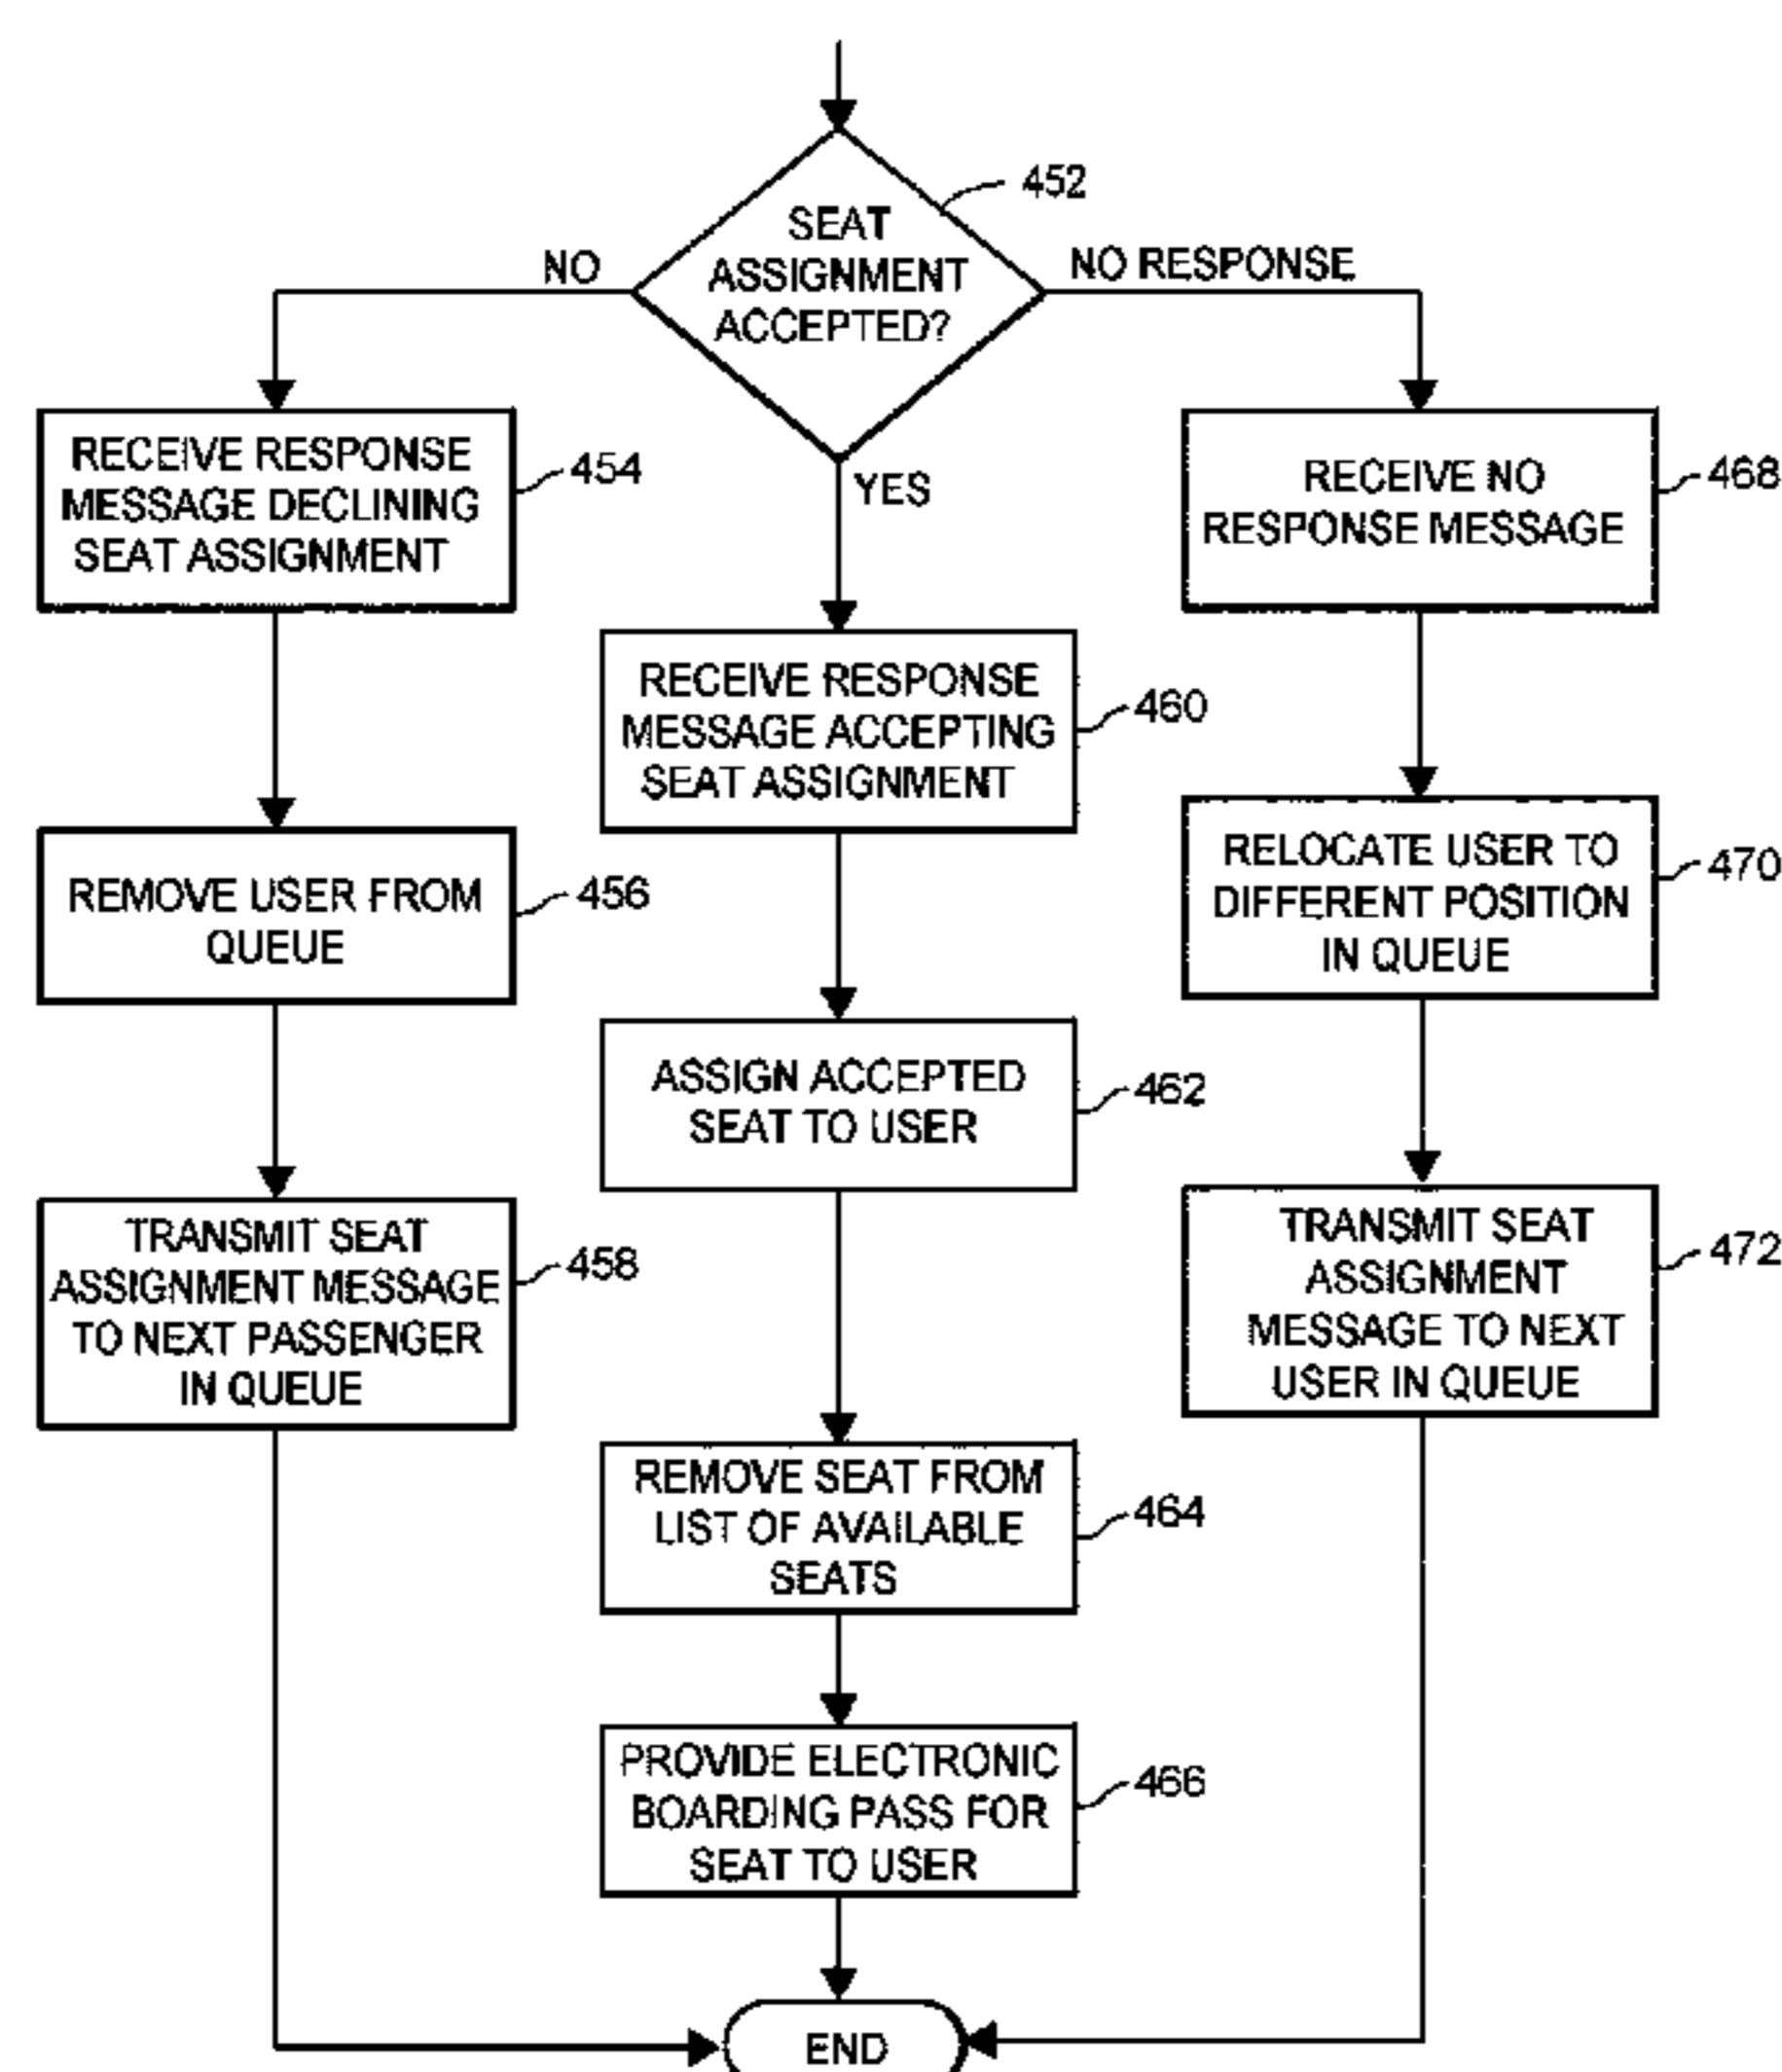 452
SEAT
ASSIGNMENT
ACCEPTED?
NO
NO RESPONSE
YES
RECEIVE RESPONSE
MESSAGE DECLINING
SEAT ASSIGNMENT
454
REMOVE USER FROM
QUEUE
456
TRANSMIT SEAT
ASSIGNMENT MESSAGE
TO NEXT PASSENGER
IN QUEUE
458
RECEIVE RESPONSE
MESSAGE ACCEPTING
SEAT ASSIGNMENT
460
ASSIGN ACCEPTED
SEAT TO USER
462
REMOVE SEAT FROM
LIST OF AVAILABLE
SEATS
464
PROVIDE ELECTRONIC
BOARDING PASS FOR
SEAT TO USER
466
RECEIVE NO
RESPONSE MESSAGE
468
RELOCATE USER TO
DIFFERENT POSITION
IN QUEUE
470
TRANSMIT SEAT
ASSIGNMENT
MESSAGE TO NEXT
USER IN QUEUE
472
END